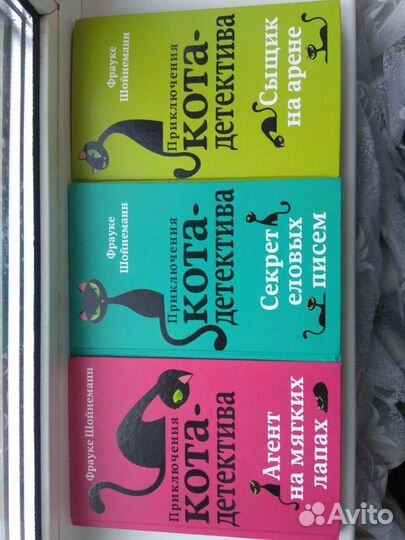 Фрауке
Шойнеманн
Приключения
кота-
детектива
Сыщик
на арене
Фрауке
Шойнеманн
Приключения
кота-
детектива
Секрет
еловых
писем
Фрауке Шойнеманн
Приключения
кота-
детектива
Агент
на мягких
лапах
Avito